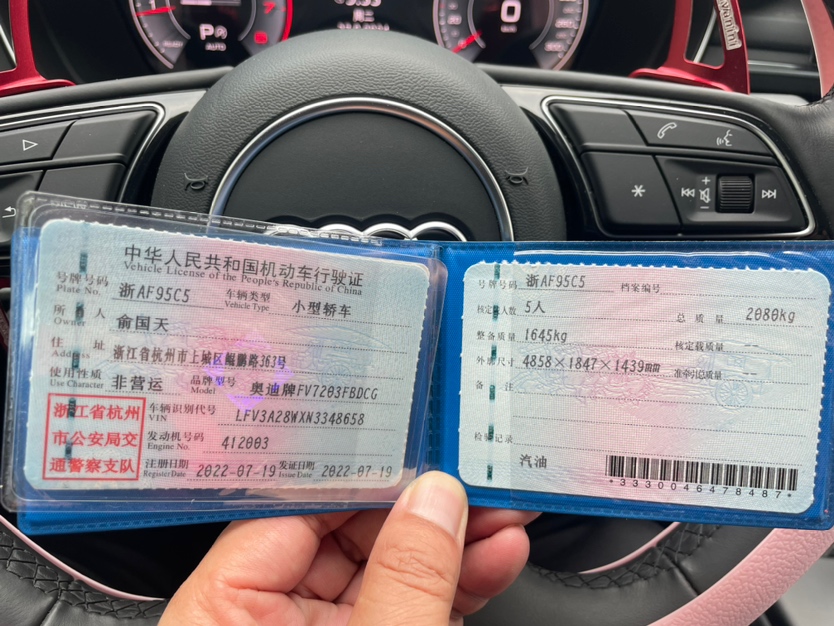 周二
P
AUTO
0
中华人民共和国机动车行驶证
Vehicle License of the People's Republic of China
号牌号码 浙AF95C5 车辆类型 小型轿车
Plate No. Vehicle Type
所有人 俞国天
Owner
住址 浙江省杭州市上城区鲲鹏路363号
Address
使用性质 非营运 品牌型号 奥迪牌FV7203FBDCG
Use Character Model
浙江省杭州
市公安局交
通警察支队
车辆识别代号 LFV3A28WXN3348658
VIN
发动机号码 412003
Engine No.
注册日期 2022-07-19 发证日期 2022-07-19
Register Date Issue Date
号牌号码 浙AF95C5 档案编号
核定载人数 5人 总质量 2080kg
整备质量 1645kg 核定载质量 --
外廓尺寸 4858×1847×1439mm 准牵引总质量 --
备注
检验记录
汽油
*3330046478487*